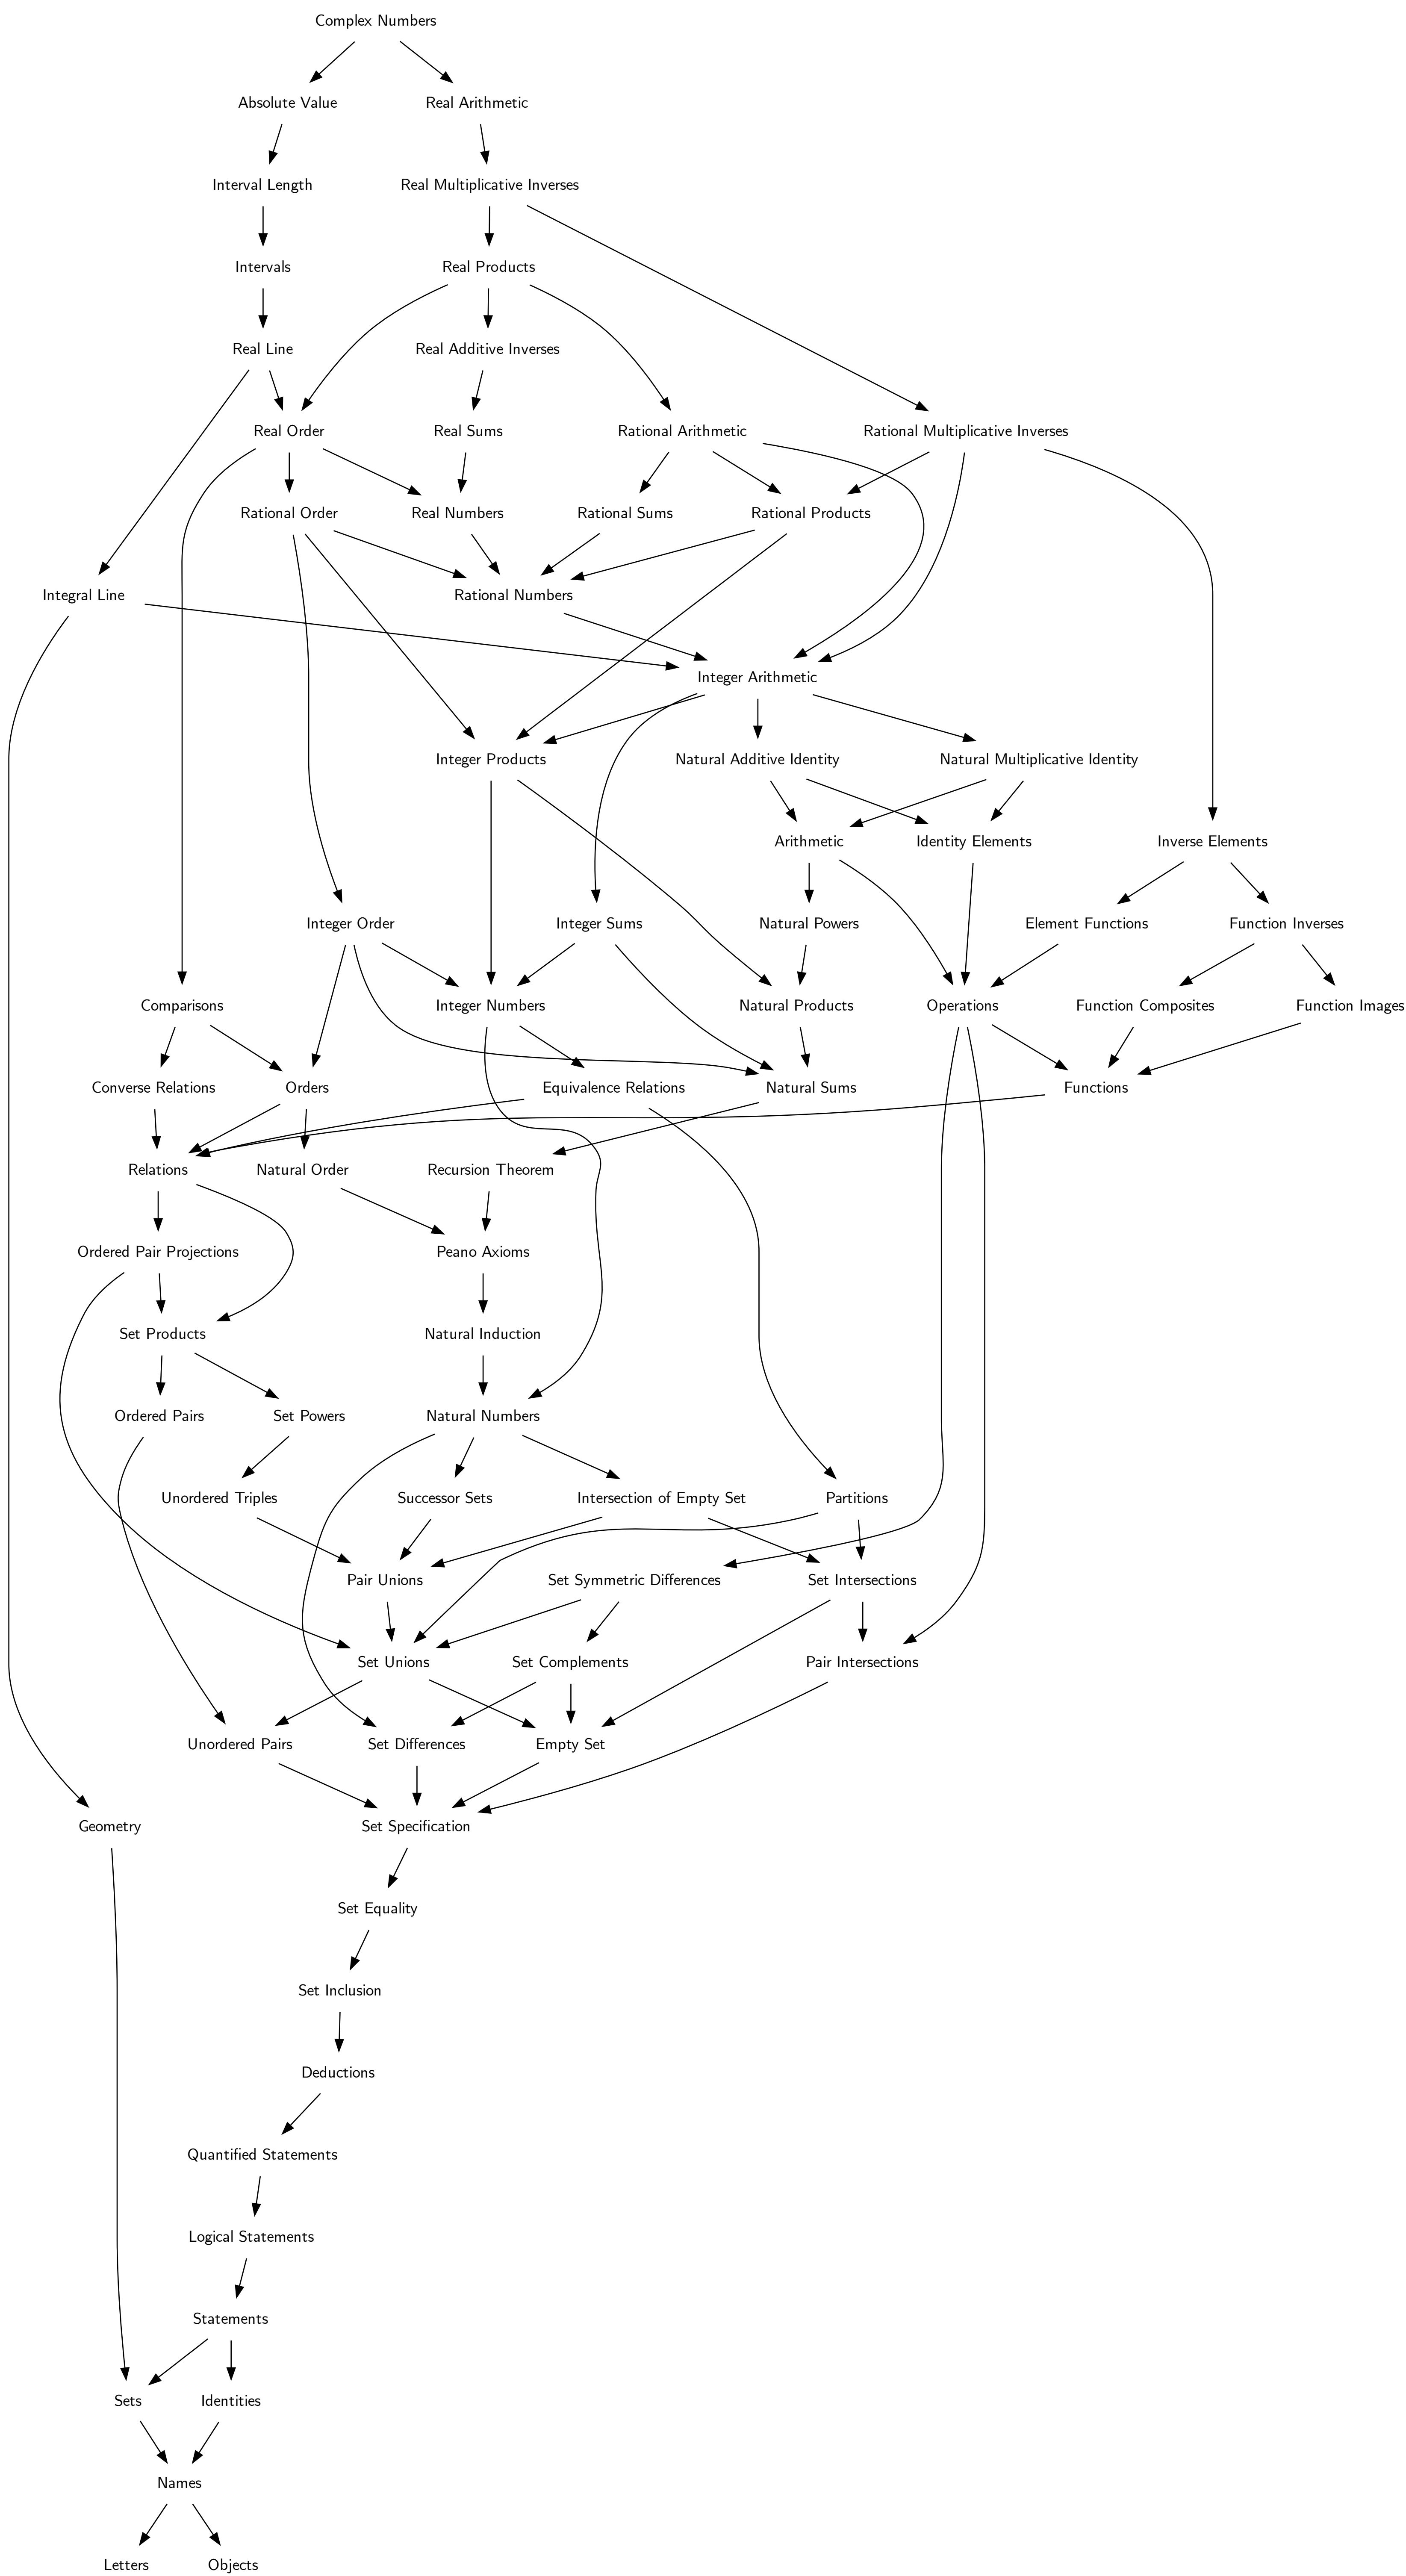 Complex Numbers
Absolute Value
Real Arithmetic
Interval Length
Real Multiplicative Inverses
Intervals
Real Products
Real Line
Real Additive Inverses
Real Order
Real Sums
Rational Arithmetic
Rational Multiplicative Inverses
Rational Order
Real Numbers
Rational Sums
Rational Products
Integral Line
Rational Numbers
Integer Arithmetic
Integer Products
Natural Additive Identity
Natural Multiplicative Identity
Arithmetic
Identity Elements
Inverse Elements
Integer Order
Integer Sums
Natural Powers
Element Functions
Function Inverses
Comparisons
Integer Numbers
Natural Products
Operations
Function Composites
Function Images
Converse Relations
Orders
Equivalence Relations
Natural Sums
Functions
Relations
Natural Order
Recursion Theorem
Ordered Pair Projections
Peano Axioms
Set Products
Natural Induction
Ordered Pairs
Set Powers
Natural Numbers
Unordered Triples
Successor Sets
Intersection of Empty Set
Partitions
Pair Unions
Set Symmetric Differences
Set Intersections
Set Unions
Set Complements
Pair Intersections
Unordered Pairs
Set Differences
Empty Set
Geometry
Set Specification
Set Equality
Set Inclusion
Deductions
Quantified Statements
Logical Statements
Statements
Sets
Identities
Names
Letters
Objects